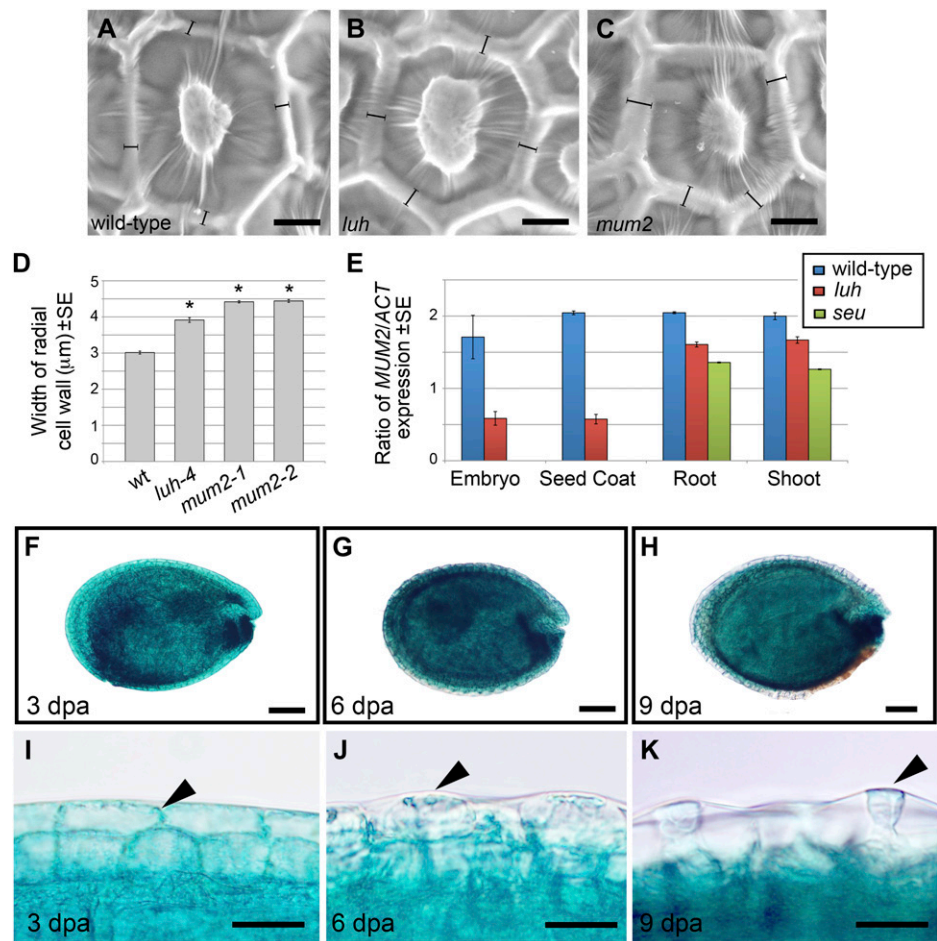 A
B
C
wild-type
luh
mum2
D
E
Width of radial
cell wall (μm) ±SE
5
4
3
2
1
0
*
*
*
wt
luh-4
mum2-1
mum2-2
Ratio of MUM2/ACT
expression ±SE
2
1
0
Embryo
Seed Coat
Root
Shoot
wild-type
luh
seu
F
G
H
3 dpa
6 dpa
9 dpa
I
J
K
3 dpa
6 dpa
9 dpa